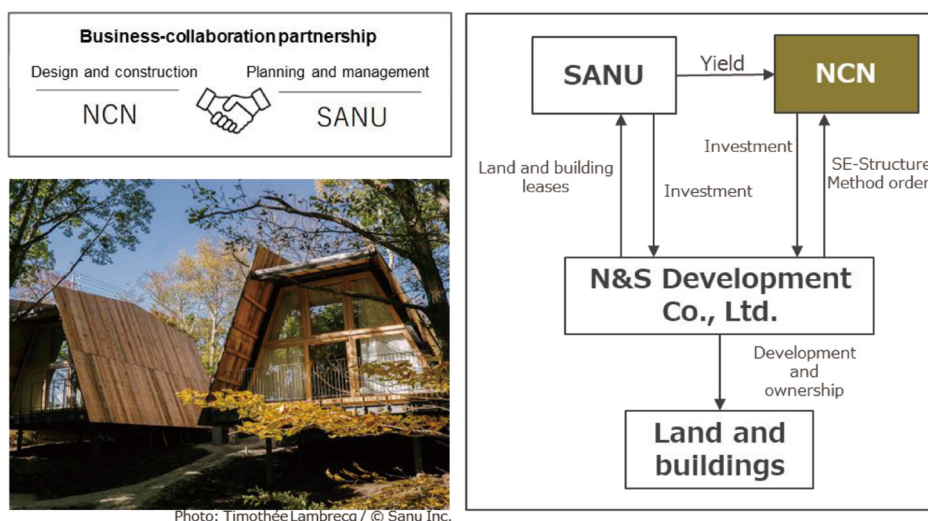 Business-collaboration partnership
Design and construction
Planning and management
NCN
SANU
Photo: Timothée Lambrecq / © Sanu Inc.
SANU
Yield
NCN
Land and building
leases
Investment
Investment
SE-Structure
Method order
N&S Development
Co., Ltd.
Development
and
ownership
Land and
buildings